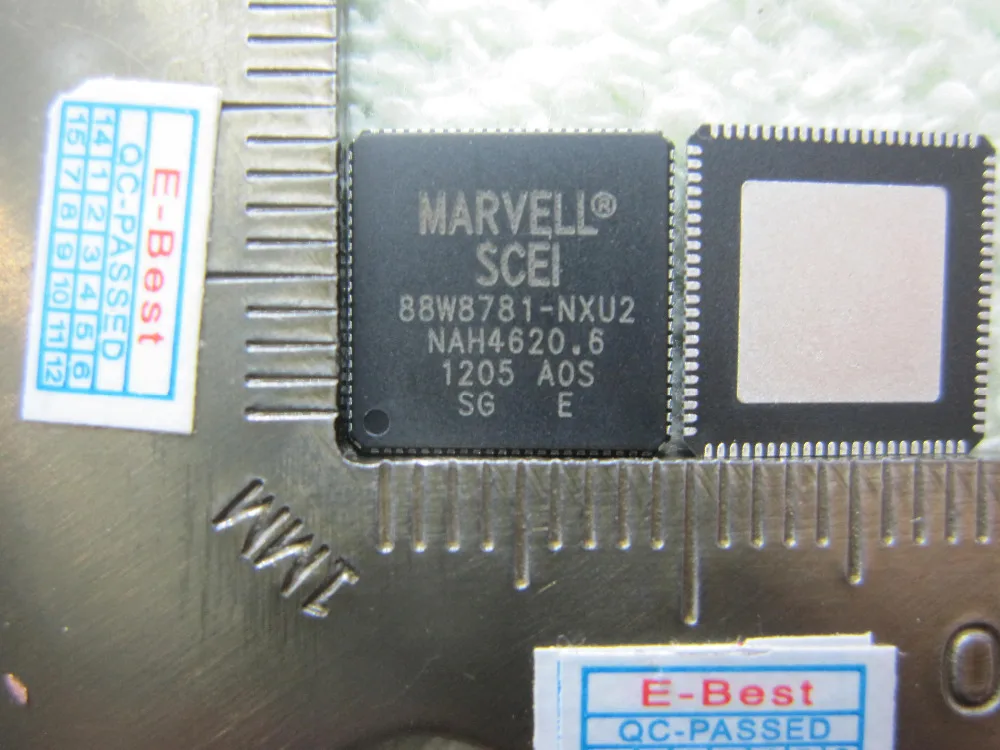 E-Best
QC-PASSED
14 1 2 3 4 5 6
15 7 8 9 10 11 12
MARVELL®
SCEI
88W8781-NXU2
NAH4620.6
1205 A0S
SG E
1MM
0
E-Best
QC-PASSED